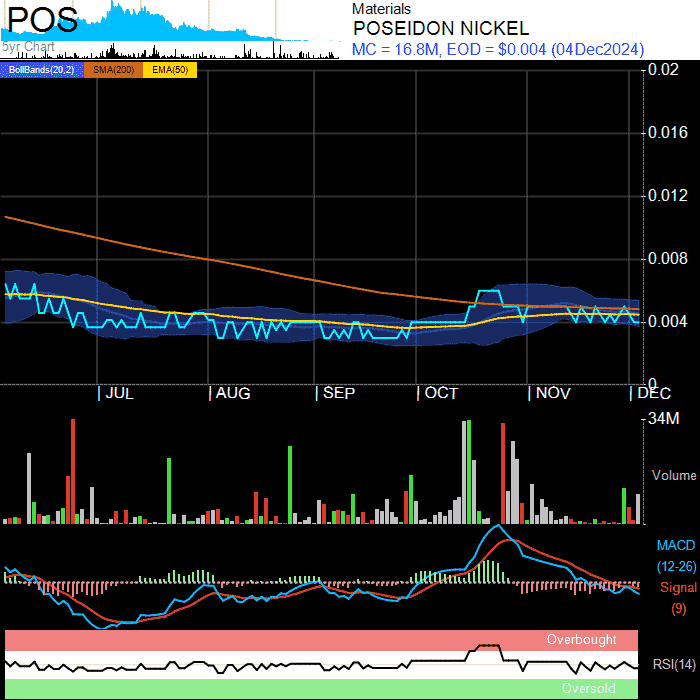 POS
5yr Chart
Materials
POSEIDON NICKEL
MC = 16.8M, EOD = $0.004 (04Dec2024)
BollBands(20,2) SMA(200) EMA(50)
0.02
0.016
0.012
0.008
0.004
0
JUL AUG SEP OCT NOV DEC
34M
Volume
MACD
(12-26)
Signal
(9)
Overbought
RSI(14)
Oversold